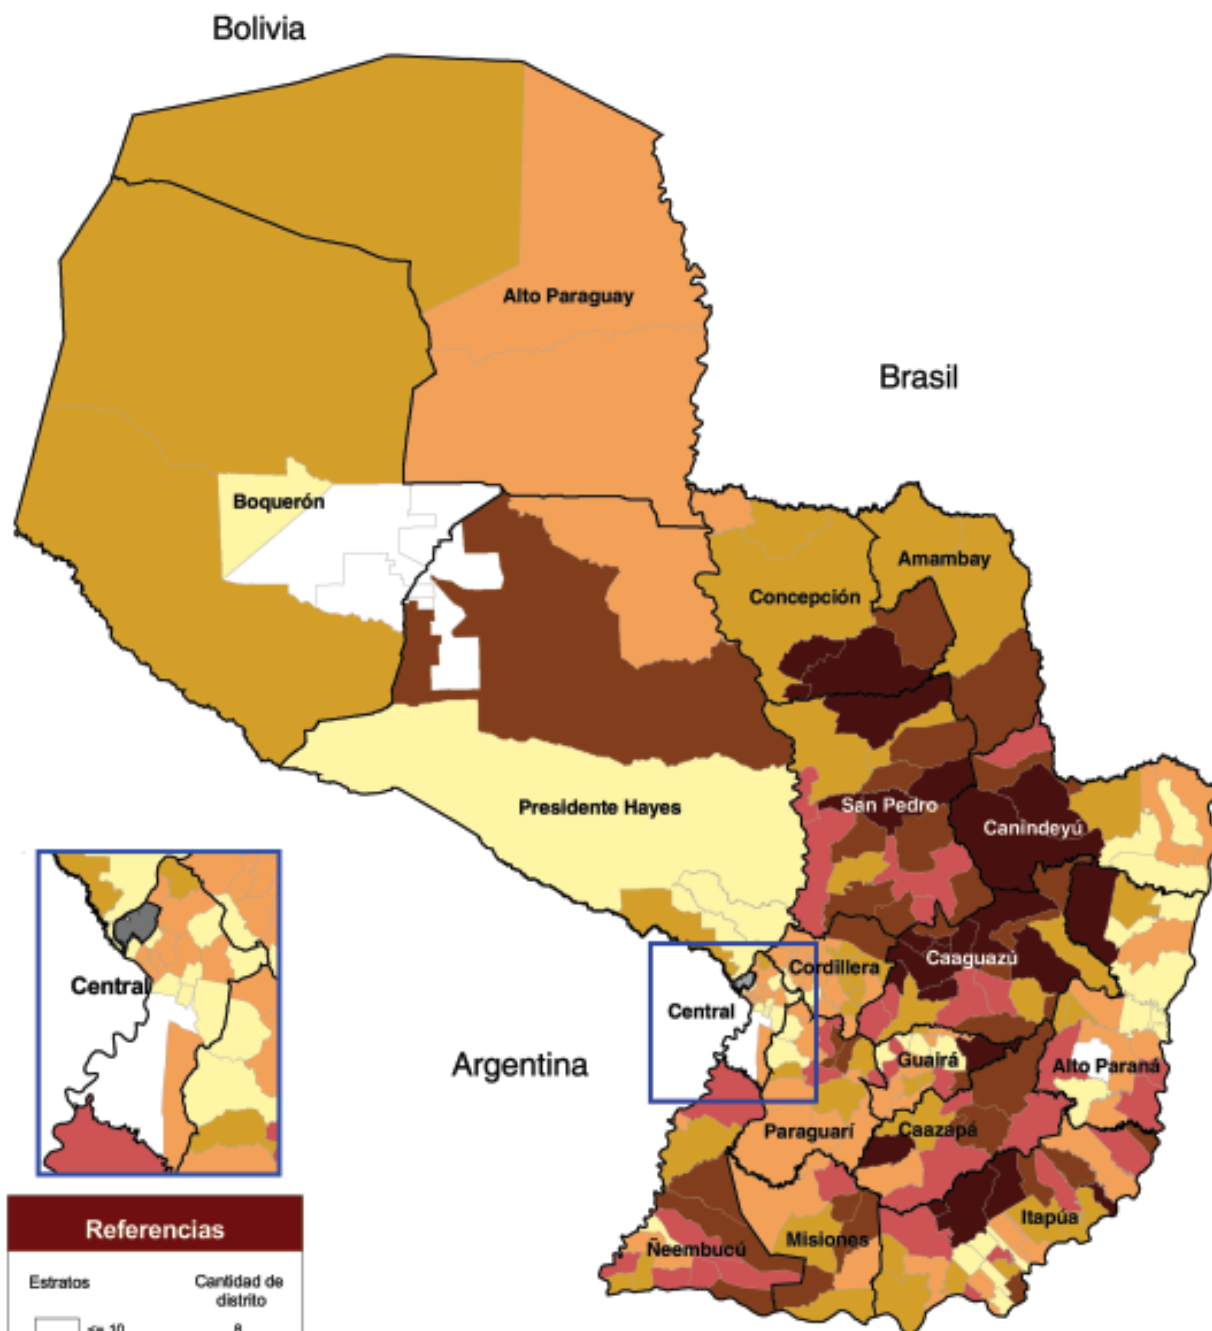 Bolivia
Alto Paraguay
Brasil
Boquerón
Amambay
Concepción
Presidente Hayes
San Pedro
Canindeyú
Caaguazú
Cordillera
Central
Central
Argentina
Guairá
Alto Paraná
Paraguarí
Caazapá
Itapúa
Misiones
Ñeembucú
Referencias
Estratos Cantidad de
distrito
<= 10 8